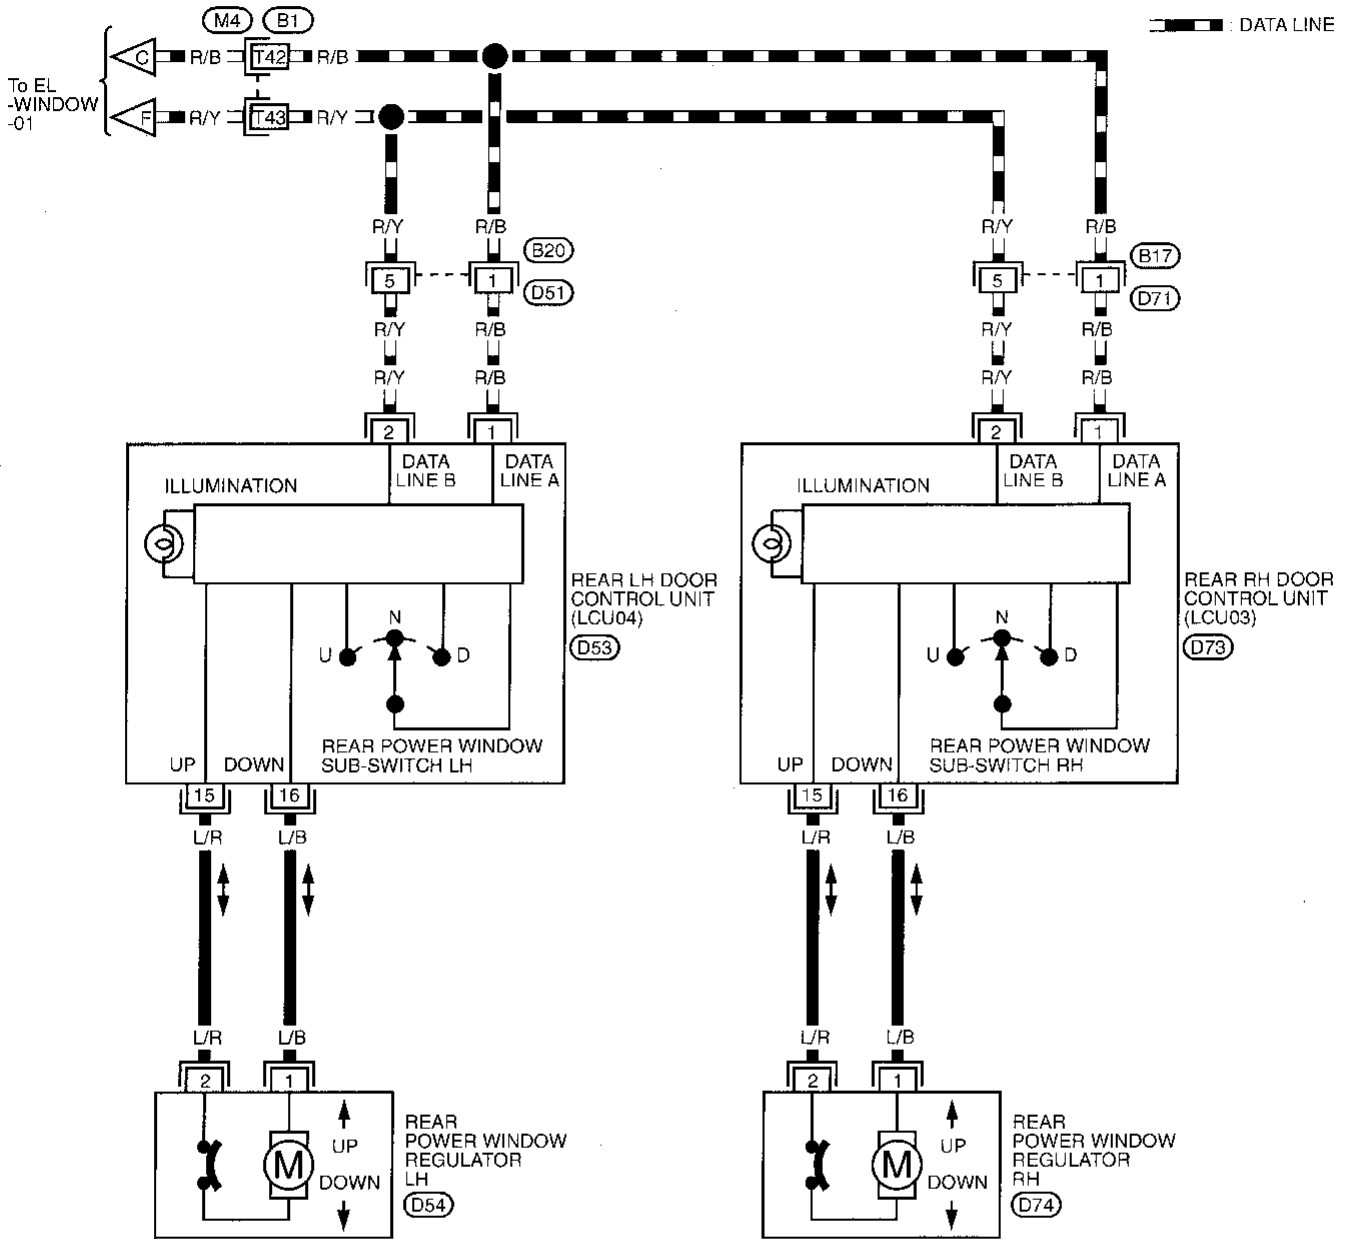 M4 B1
: DATA LINE
To EL
-WINDOW
-01
C R/B T42 R/B
F R/Y T43 R/Y
R/Y R/B
B20
5 1
D51
R/Y R/B
R/Y R/B
2 1
R/Y R/B
B17
5 1
D71
R/Y R/B
R/Y R/B
2 1
ILLUMINATION
DATA
LINE B
DATA
LINE A
U N D
REAR POWER WINDOW
SUB-SWITCH LH
UP DOWN
REAR LH DOOR
CONTROL UNIT
(LCU04)
D53
15 16
L/R L/B
L/R L/B
2 1
M
UP
DOWN
REAR
POWER WINDOW
REGULATOR
LH
D54
ILLUMINATION
DATA
LINE B
DATA
LINE A
U N D
REAR POWER WINDOW
SUB-SWITCH RH
UP DOWN
REAR RH DOOR
CONTROL UNIT
(LCU03)
D73
15 16
L/R L/B
L/R L/B
2 1
M
UP
DOWN
REAR
POWER WINDOW
REGULATOR
RH
D74